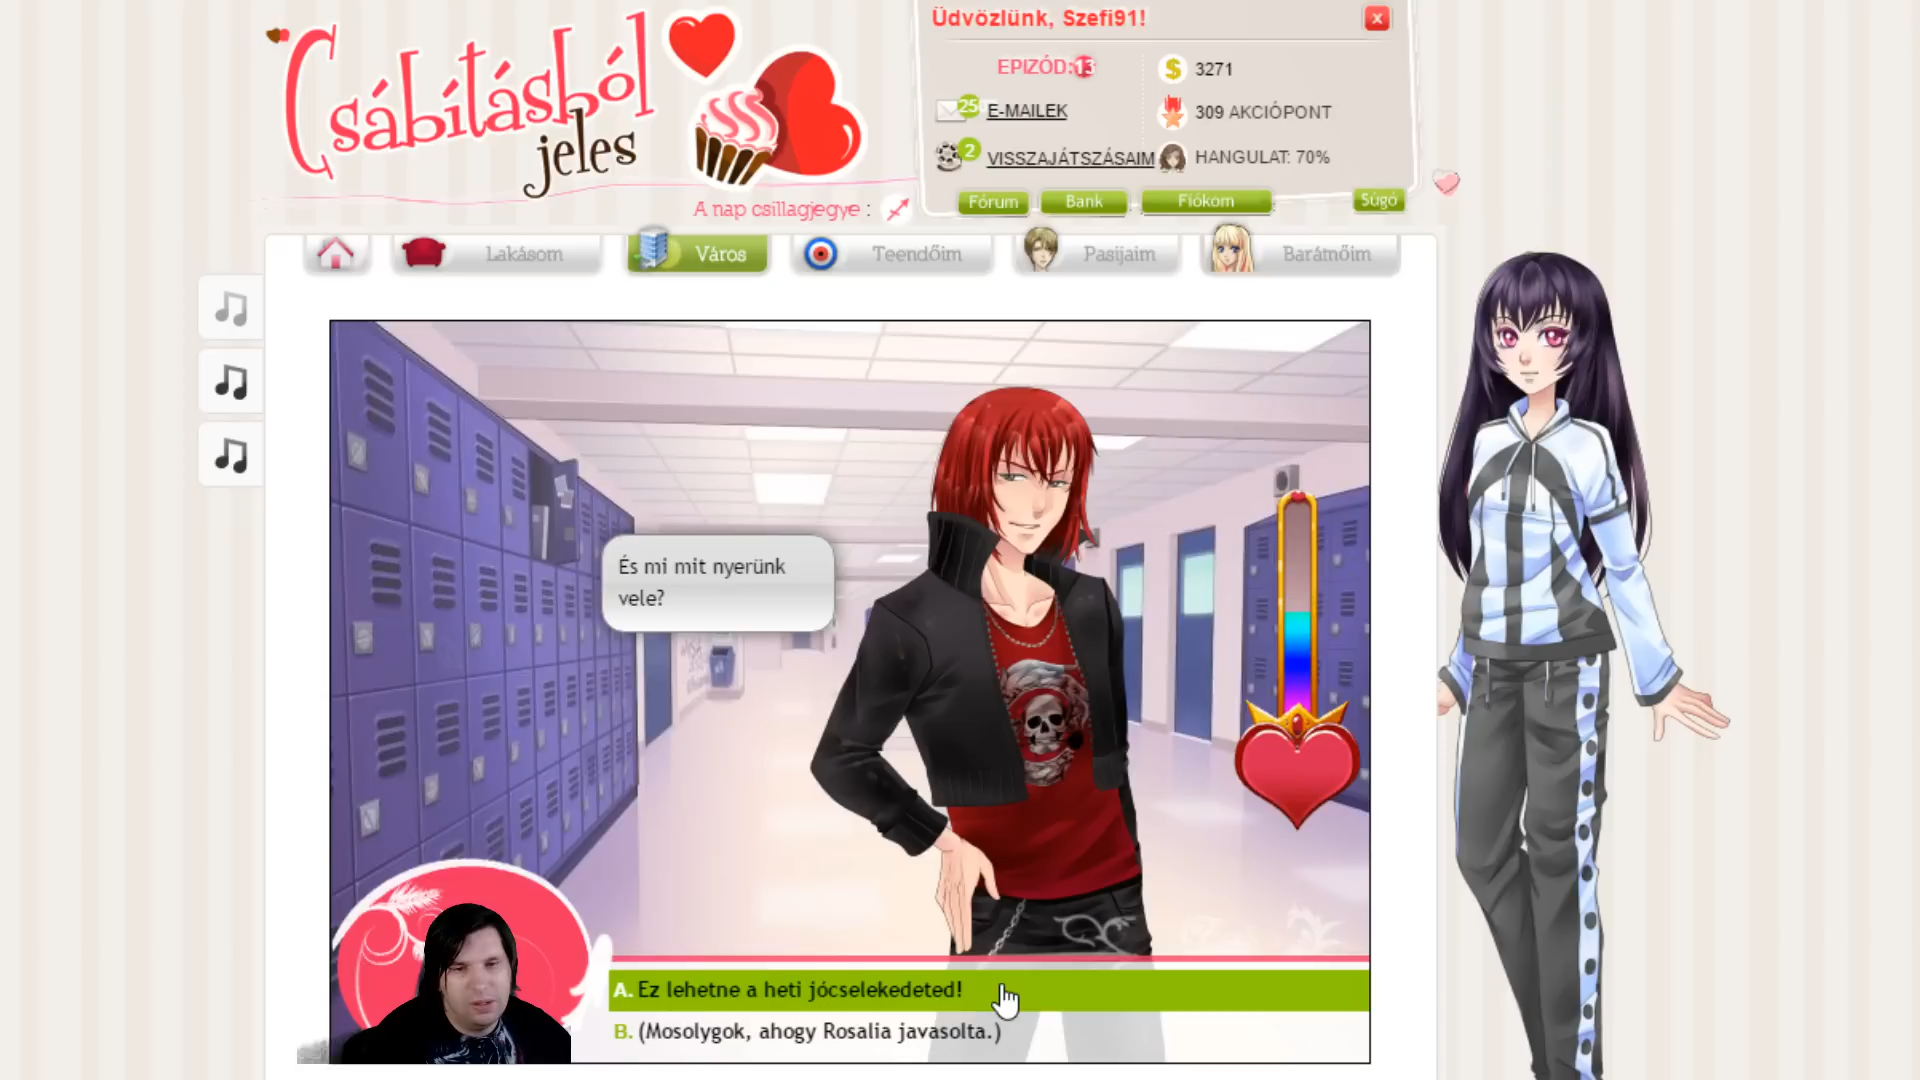 Csábításból
jeles
A nap csillagjegye :
Üdvözlünk, Szefi91!
x
EPIZÓD: 13
$ 3271
25 E-MAILEK
309 AKCIÓPONT
2 VISSZAJÁTSZÁSAIM
HANGULAT: 70%
Fórum
Bank
Fiókom
Súgó
Lakásom
Város
Teendőim
Pasijaim
Barátnőim
És mi mit nyerünk
vele?
A. Ez lehetne a heti jócselekedeted!
B. (Mosolygok, ahogy Rosalia javasolta.)